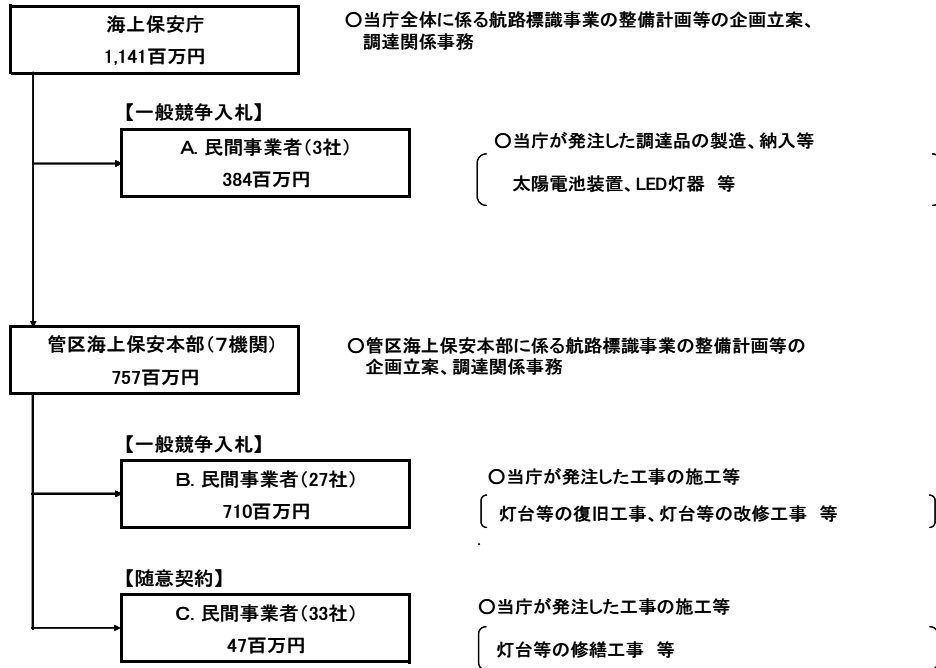 海上保安庁
1,141百万円
○当庁全体に係る航路標識事業の整備計画等の企画立案、
調達関係事務
【一般競争入札】
A. 民間事業者(3社)
384百万円
○当庁が発注した調達品の製造、納入等
太陽電池装置、LED灯器 等
管区海上保安本部(7機関)
757百万円
○管区海上保安本部に係る航路標識事業の整備計画等の
企画立案、調達関係事務
【一般競争入札】
B. 民間事業者(27社)
710百万円
○当庁が発注した工事の施工等
灯台等の復旧工事、灯台等の改修工事 等
【随意契約】
C. 民間事業者(33社)
47百万円
○当庁が発注した工事の施工等
灯台等の修繕工事 等